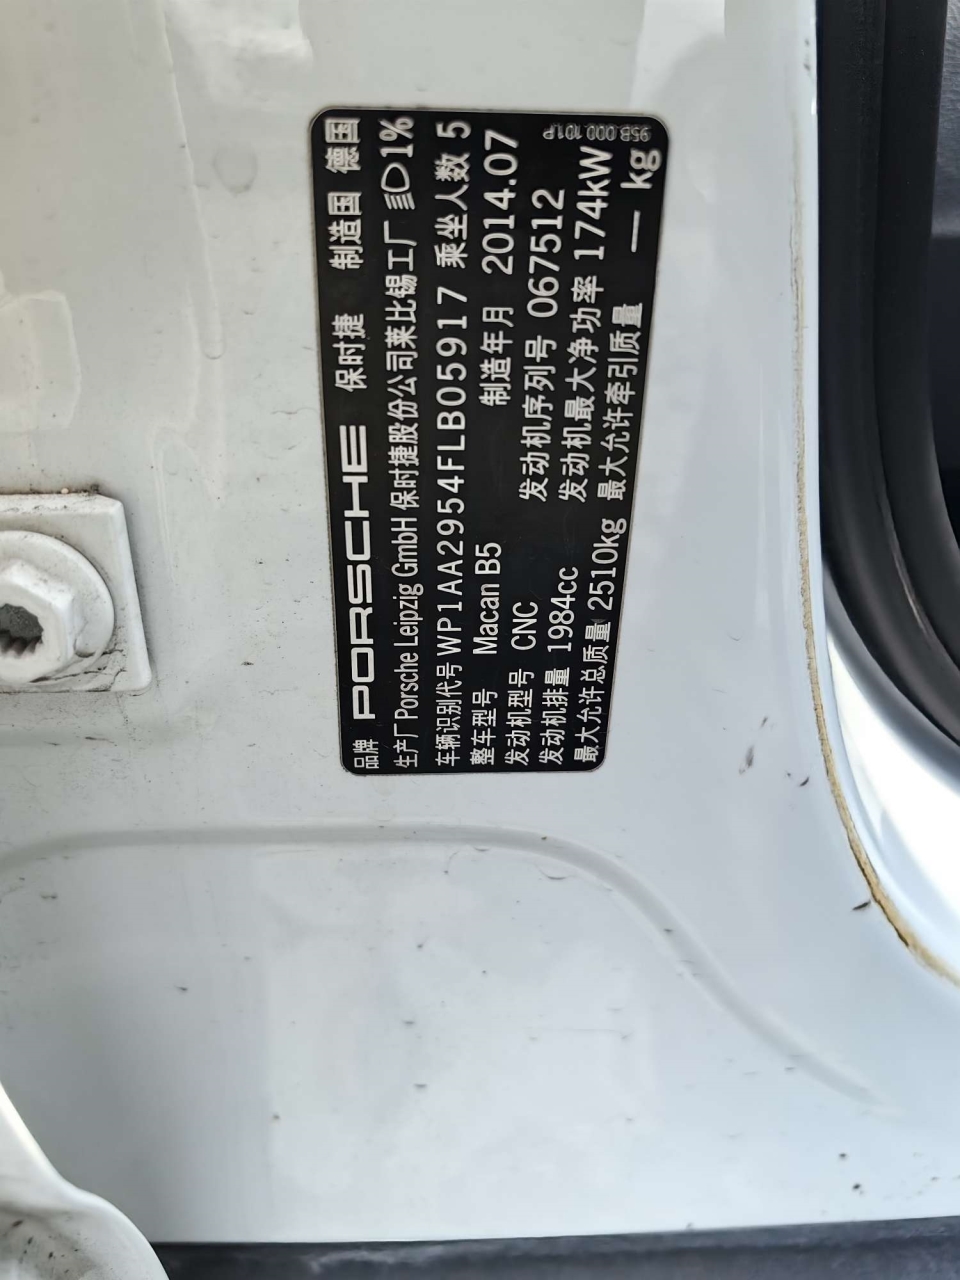 品牌 PORSCHE 保时捷 制造国 德国
生产厂 Porsche Leipzig GmbH 保时捷股份公司莱比锡工厂 1%
车辆识别代号 WP1AA2954FLB05917 乘坐人数 5
整车型号 Macan B5 制造年月 2014.07
发动机型号 CNC 发动机序列号 067512
发动机排量 1984cc 发动机最大净功率 174kW
最大允许总质量 2510kg 最大允许牵引质量 — kg
95B.000.101.P